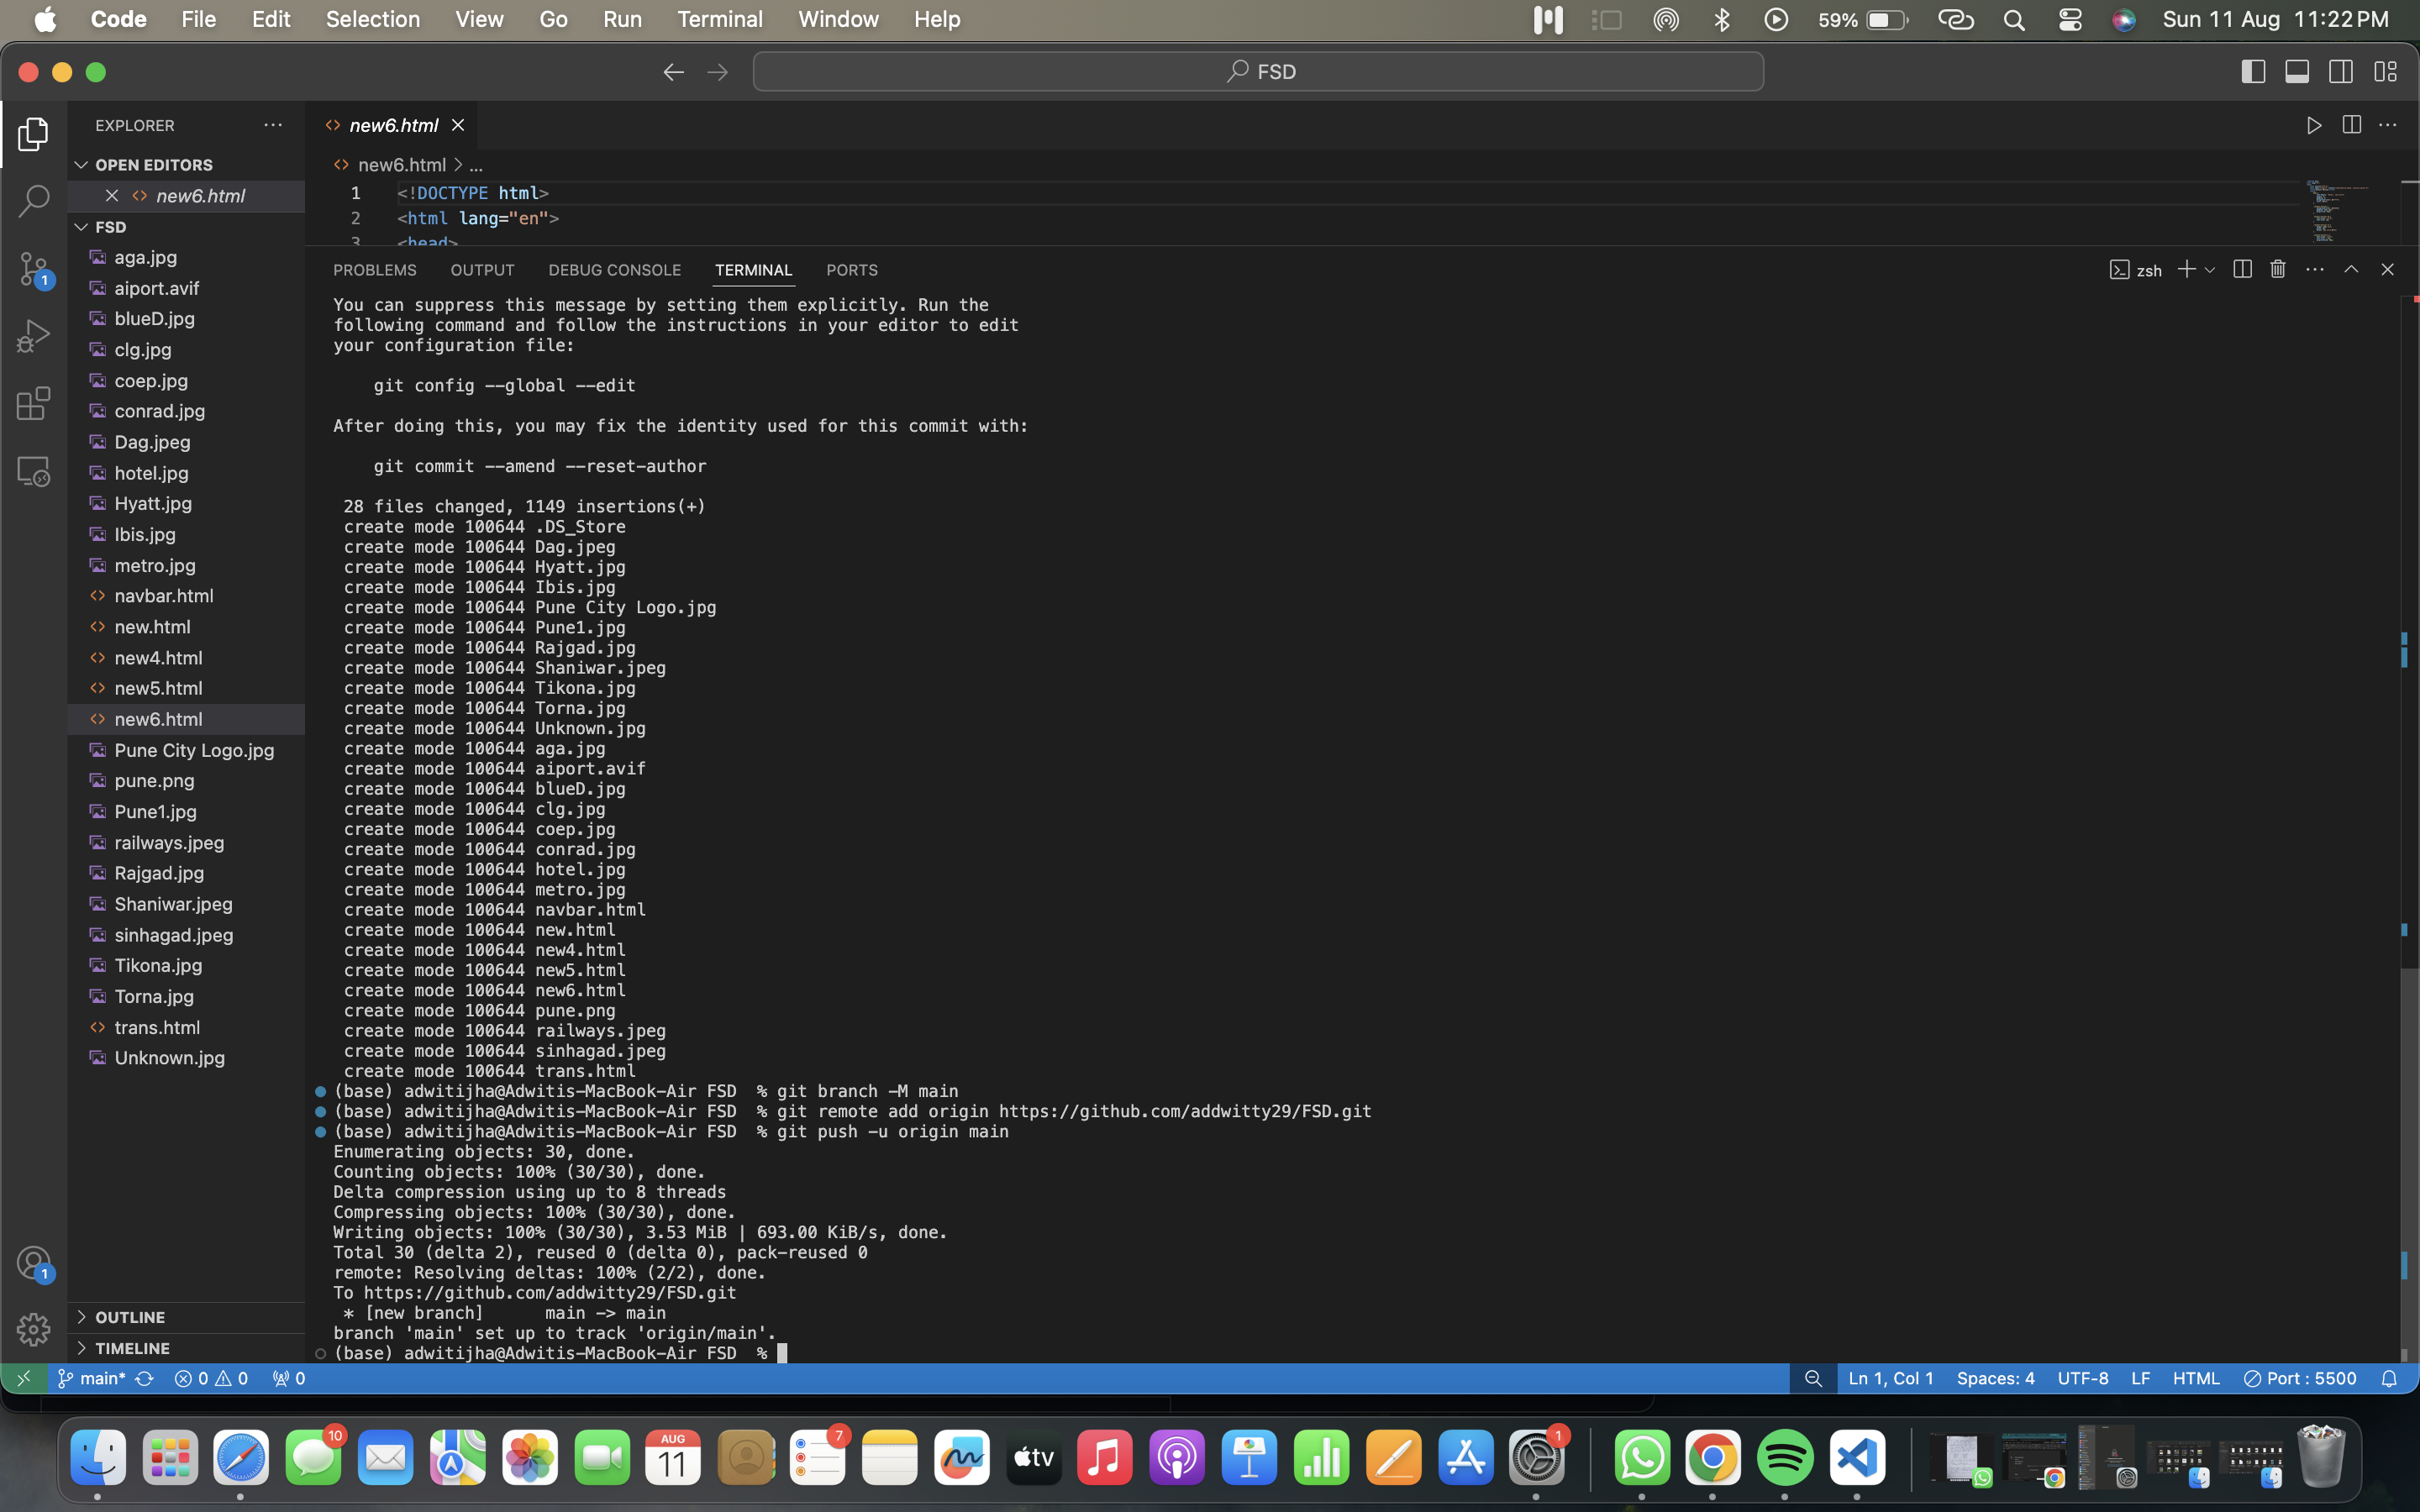 Code File Edit Selection View Go Run Terminal Window Help 59% Sun 11 Aug 11:22 PM
FSD
EXPLORER
OPEN EDITORS
new6.html
FSD
aga.jpg
aiport.avif
blueD.jpg
clg.jpg
coep.jpg
conrad.jpg
Dag.jpeg
hotel.jpg
Hyatt.jpg
Ibis.jpg
metro.jpg
navbar.html
new.html
new4.html
new5.html
new6.html
Pune City Logo.jpg
pune.png
Pune1.jpg
railways.jpeg
Rajgad.jpg
Shaniwar.jpeg
sinhagad.jpeg
Tikona.jpg
Torna.jpg
trans.html
Unknown.jpg
OUTLINE
TIMELINE
1
1
new6.html
new6.html > ...
1 <!DOCTYPE html>
2 <html lang="en">
3 <head>
PROBLEMS OUTPUT DEBUG CONSOLE TERMINAL PORTS zsh
You can suppress this message by setting them explicitly. Run the
following command and follow the instructions in your editor to edit
your configuration file:
git config --global --edit
After doing this, you may fix the identity used for this commit with:
git commit --amend --reset-author
28 files changed, 1149 insertions(+)
create mode 100644 .DS_Store
create mode 100644 Dag.jpeg
create mode 100644 Hyatt.jpg
create mode 100644 Ibis.jpg
create mode 100644 Pune City Logo.jpg
create mode 100644 Pune1.jpg
create mode 100644 Rajgad.jpg
create mode 100644 Shaniwar.jpeg
create mode 100644 Tikona.jpg
create mode 100644 Torna.jpg
create mode 100644 Unknown.jpg
create mode 100644 aga.jpg
create mode 100644 aiport.avif
create mode 100644 blueD.jpg
create mode 100644 clg.jpg
create mode 100644 coep.jpg
create mode 100644 conrad.jpg
create mode 100644 hotel.jpg
create mode 100644 metro.jpg
create mode 100644 navbar.html
create mode 100644 new.html
create mode 100644 new4.html
create mode 100644 new5.html
create mode 100644 new6.html
create mode 100644 pune.png
create mode 100644 railways.jpeg
create mode 100644 sinhagad.jpeg
create mode 100644 trans.html
(base) adwitijha@Adwitis-MacBook-Air FSD % git branch -M main
(base) adwitijha@Adwitis-MacBook-Air FSD % git remote add origin https://github.com/addwitty29/FSD.git
(base) adwitijha@Adwitis-MacBook-Air FSD % git push -u origin main
Enumerating objects: 30, done.
Counting objects: 100% (30/30), done.
Delta compression using up to 8 threads
Compressing objects: 100% (30/30), done.
Writing objects: 100% (30/30), 3.53 MiB | 693.00 KiB/s, done.
Total 30 (delta 2), reused 0 (delta 0), pack-reused 0
remote: Resolving deltas: 100% (2/2), done.
To https://github.com/addwitty29/FSD.git
* [new branch] main -> main
branch 'main' set up to track 'origin/main'.
(base) adwitijha@Adwitis-MacBook-Air FSD %
main* 0 0 0 Ln 1, Col 1 Spaces: 4 UTF-8 LF HTML Port : 5500
10 AUG 11 7 tv 1